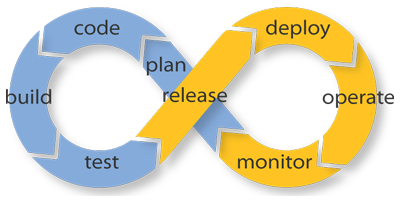 code
deploy
plan
build
release
operate
test
monitor